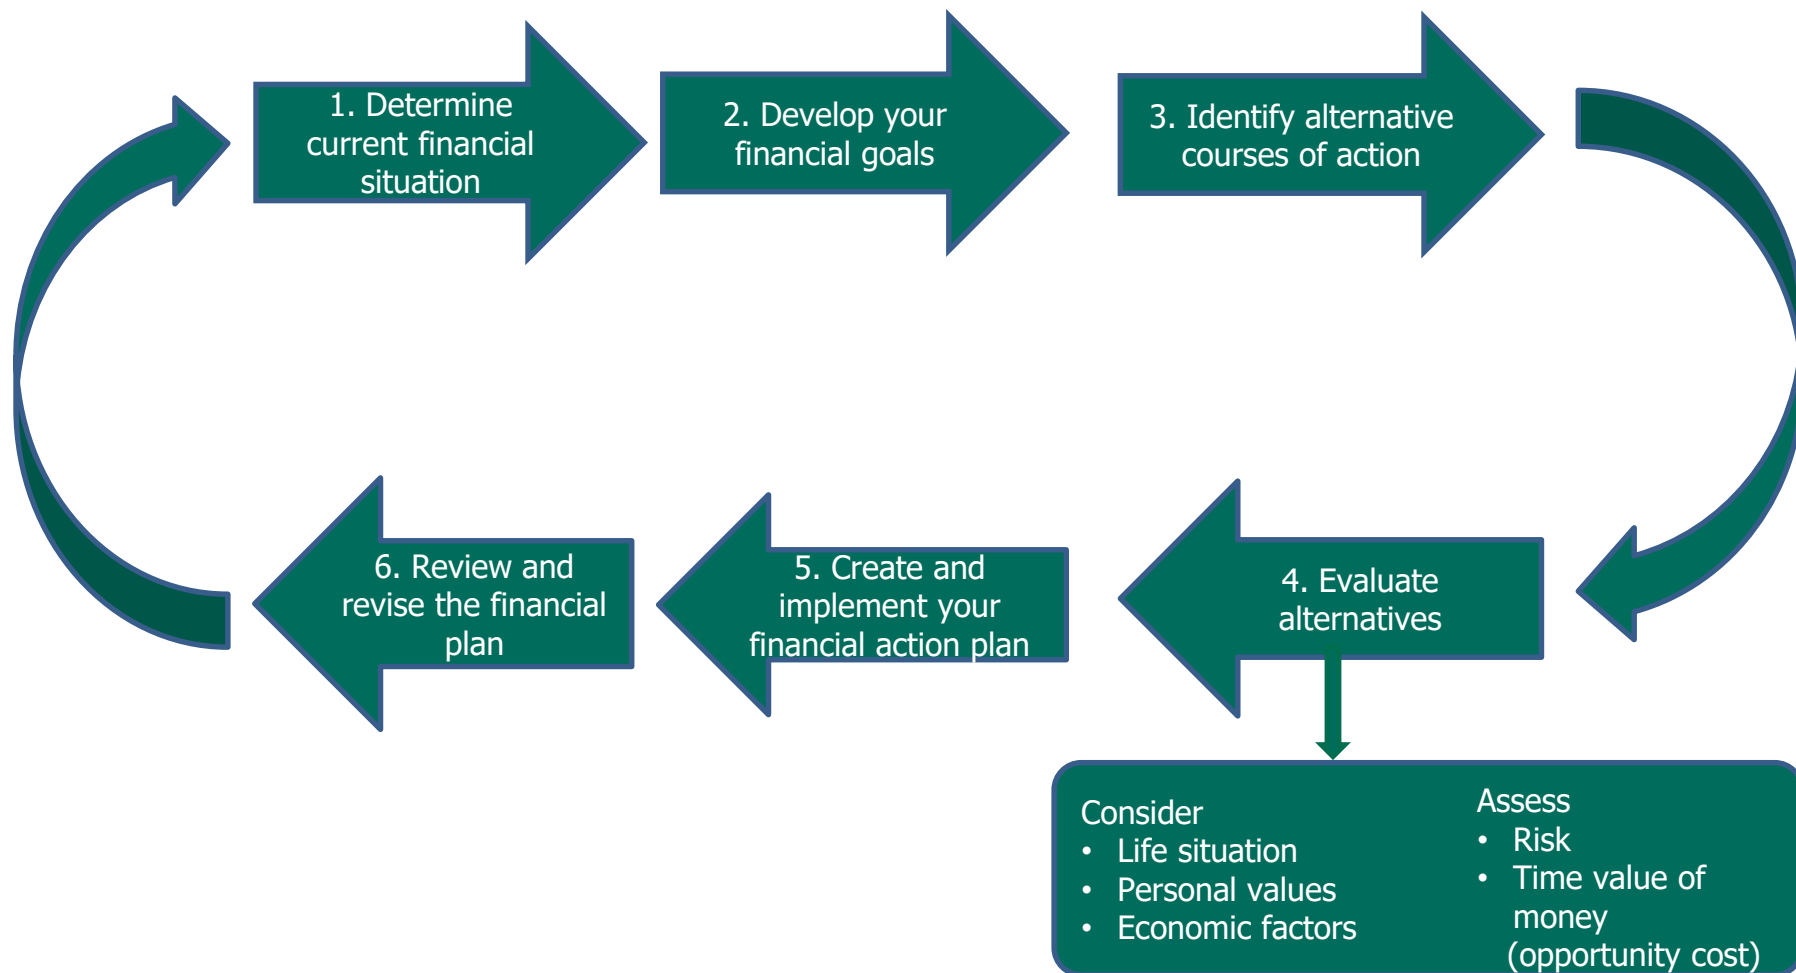 1. Determine
current financial
situation
2. Develop your
financial goals
3. Identify alternative
courses of action
6. Review and
revise the financial
plan
5. Create and
implement your
financial action plan
4. Evaluate
alternatives
Consider
• Life situation
• Personal values
• Economic factors
Assess
• Risk
• Time value of
money
(opportunity cost)